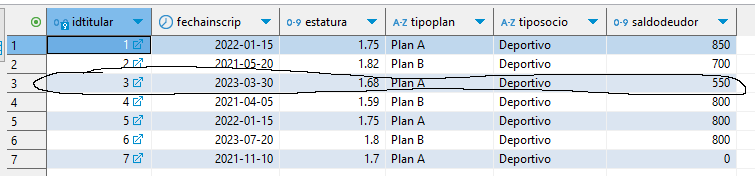 idtitular fechainscrip 0-9 estatura A-Z tipoplan A-Z tiposocio 0-9 saldodeudor
1 1 2022-01-15 1.75 Plan A Deportivo 850
2 2 2021-05-20 1.82 Plan B Deportivo 700
3 3 2023-03-30 1.68 Plan A Deportivo 550
4 4 2021-04-05 1.59 Plan B Deportivo 800
5 5 2022-01-15 1.75 Plan A Deportivo 800
6 6 2023-07-20 1.8 Plan B Deportivo 800
7 7 2021-11-10 1.7 Plan A Deportivo 0